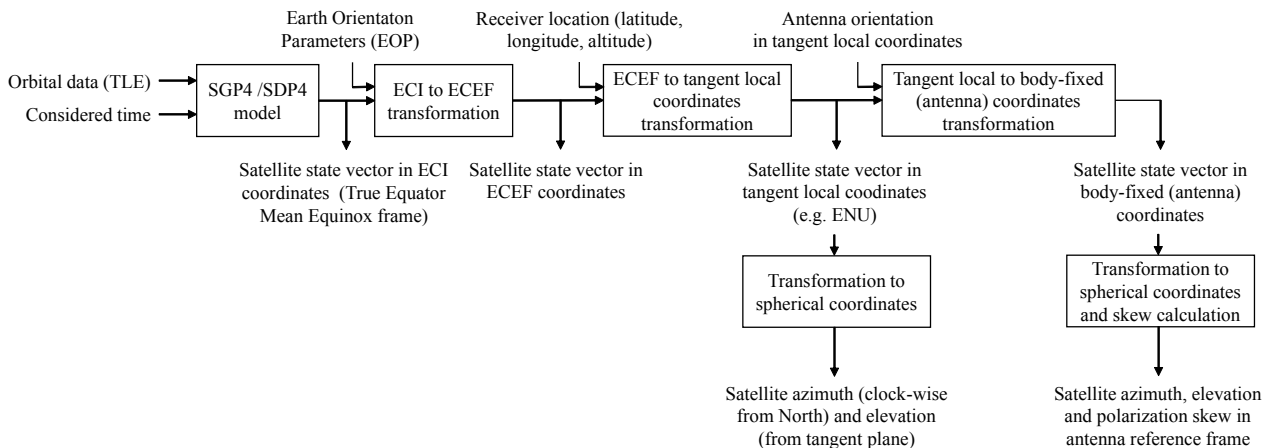 Earth Orientaton
Parameters (EOP)
Receiver location (latitude,
longitude, altitude)
Antenna orientation
in tangent local coordinates
Orbital data (TLE)
Considered time
SGP4 /SDP4
model
ECI to ECEF
transformation
ECEF to tangent local
coordinates
transformation
Tangent local to body-fixed
(antenna) coordinates
transformation
Satellite state vector in ECI
coordinates (True Equator
Mean Equinox frame)
Satellite state vector in
ECEF coordinates
Satellite state vector in
tangent local coodinates
(e.g. ENU)
Satellite state vector in
body-fixed (antenna)
coordinates
Transformation to
spherical coordinates
Transformation to
spherical coordinates
and skew calculation
Satellite azimuth (clock-wise
from North) and elevation
(from tangent plane)
Satellite azimuth, elevation
and polarization skew in
antenna reference frame